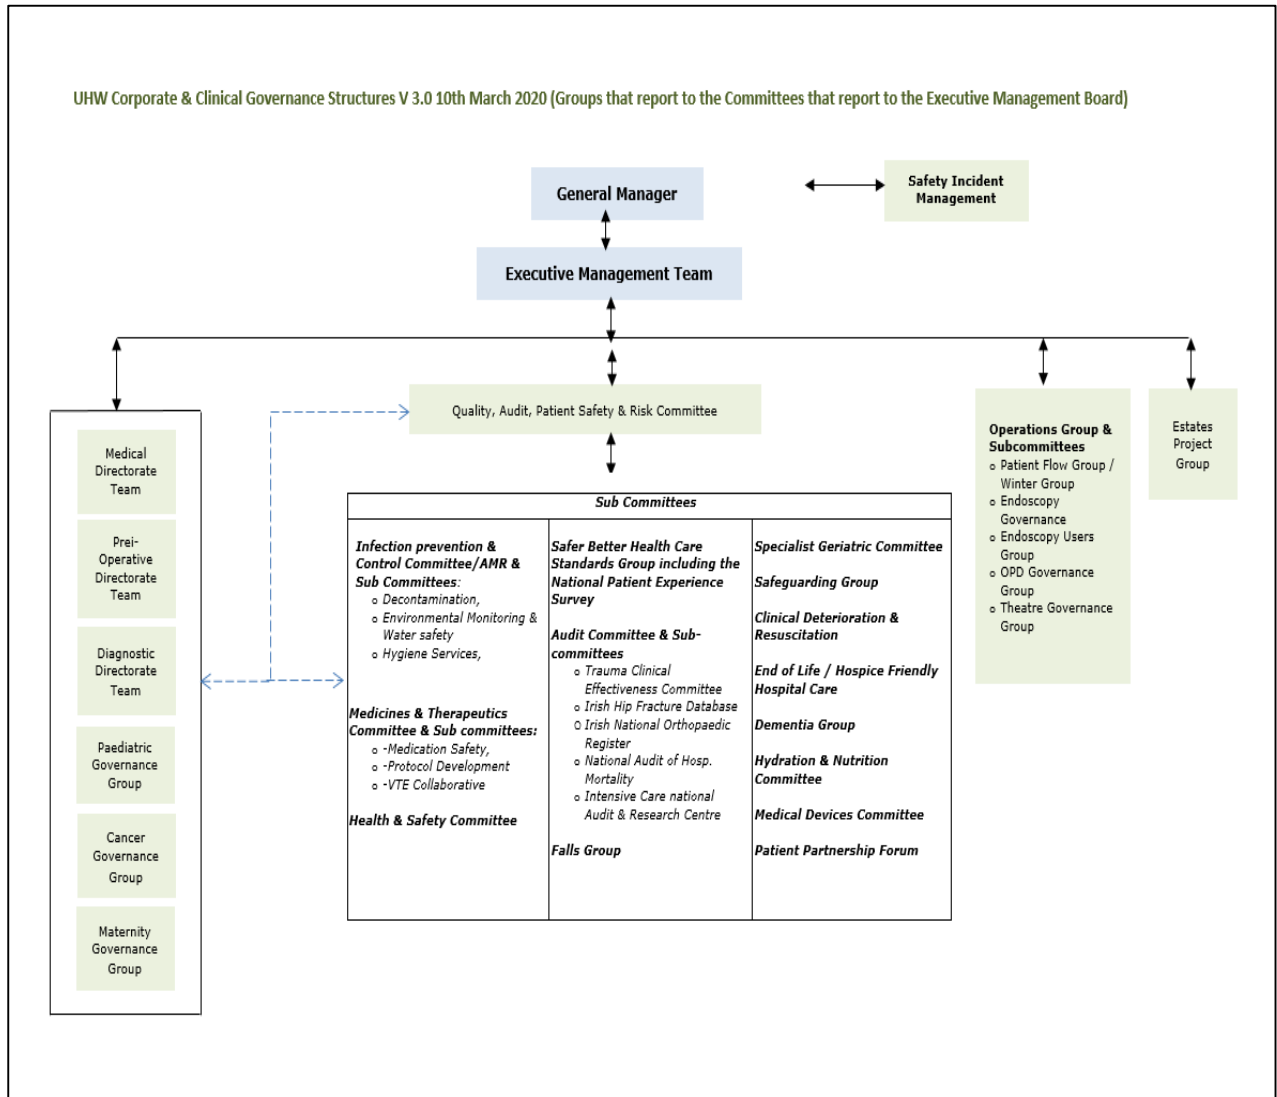 UHW Corporate & Clinical Governance Structures V 3.0 10th March 2020 (Groups that report to the Committees that report to the Executive Management Board)
General Manager
Safety Incident
Management
Executive Management Team
Quality, Audit, Patient Safety & Risk Committee
Medical
Directorate
Team
Prei-
Operative
Directorate
Team
Diagnostic
Directorate
Team
Paediatric
Governance
Group
Cancer
Governance
Group
Maternity
Governance
Group
Sub Committees
Infection prevention &
Control Committee/AMR &
Sub Committees:
o Decontamination,
o Environmental Monitoring &
Water safety
o Hygiene Services,
Medicines & Therapeutics
Committee & Sub committees:
o -Medication Safety,
o -Protocol Development
o -VTE Collaborative
Health & Safety Committee
Safer Better Health Care
Standards Group including the
National Patient Experience
Survey
Audit Committee & Sub-
committees
o Trauma Clinical
Effectiveness Committee
o Irish Hip Fracture Database
O Irish National Orthopaedic
Register
o National Audit of Hosp.
Mortality
o Intensive Care national
Audit & Research Centre
Falls Group
Specialist Geriatric Committee
Safeguarding Group
Clinical Deterioration &
Resuscitation
End of Life / Hospice Friendly
Hospital Care
Dementia Group
Hydration & Nutrition
Committee
Medical Devices Committee
Patient Partnership Forum
Operations Group &
Subcommittees
o Patient Flow Group /
Winter Group
o Endoscopy
Governance
o Endoscopy Users
Group
o OPD Governance
Group
o Theatre Governance
Group
Estates
Project
Group